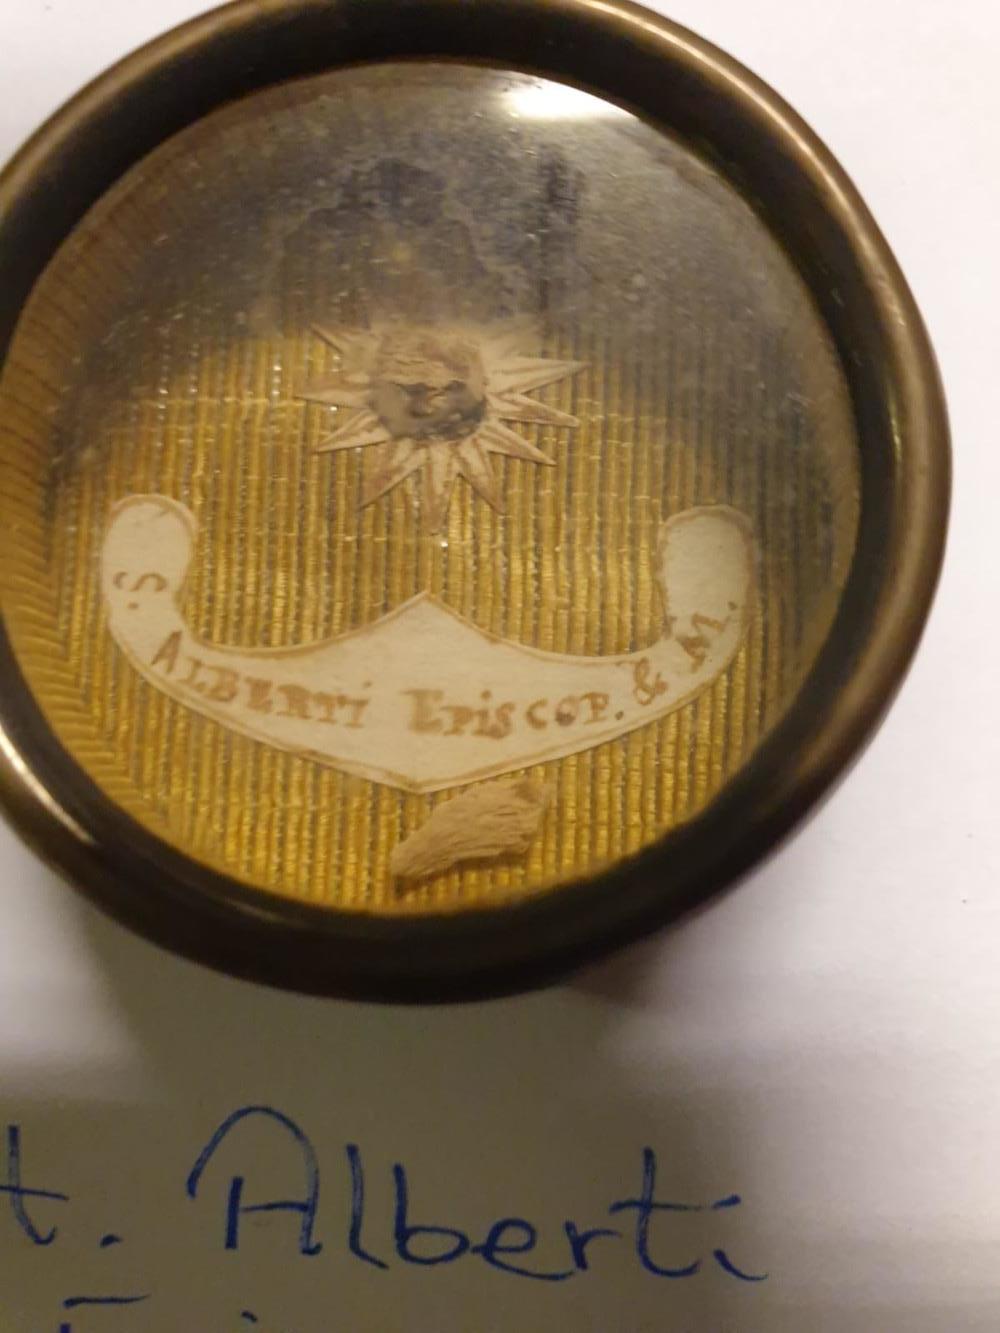 S. ALBERTI EPISCOP. & M.
t. Alberti